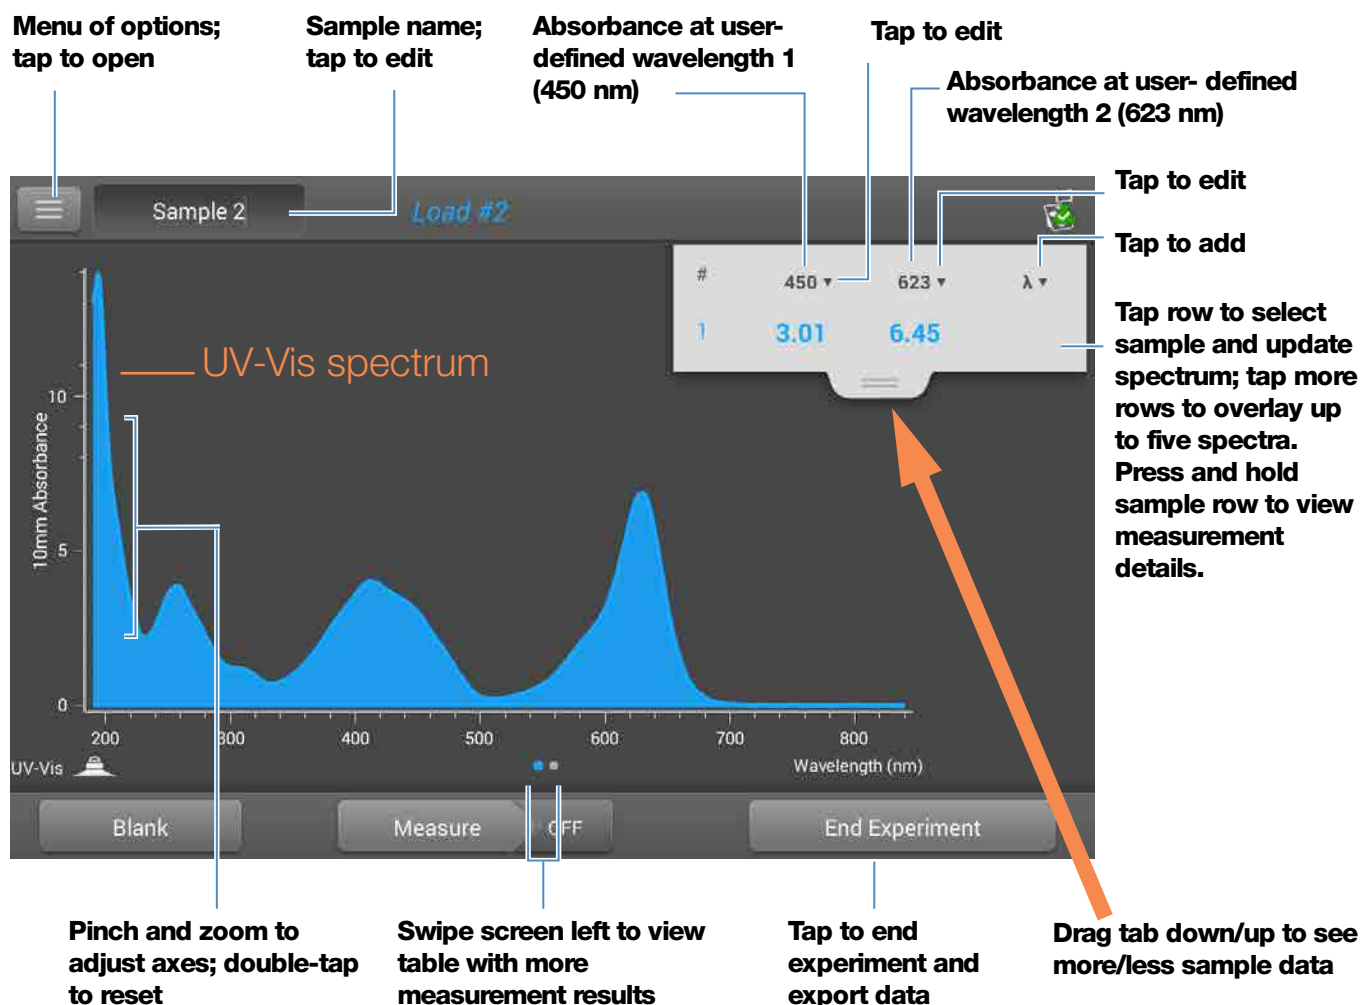 Menu of options;
tap to open
Sample name;
tap to edit
Absorbance at user-
defined wavelength 1
(450 nm)
Tap to edit
Absorbance at user- defined
wavelength 2 (623 nm)
Tap to edit
Tap to add
Tap row to select
sample and update
spectrum; tap more
rows to overlay up
to five spectra.
Press and hold
sample row to view
measurement
details.
Sample 2
Load #2
# 450 ▾ 623 ▾ λ ▾
1 3.01 6.45
UV-Vis spectrum
10mm Absorbance
10
5
0
200 300 400 500 600 700 800
UV-Vis
Wavelength (nm)
Blank
Measure
OFF
End Experiment
Pinch and zoom to
adjust axes; double-tap
to reset
Swipe screen left to view
table with more
measurement results
Tap to end
experiment and
export data
Drag tab down/up to see
more/less sample data